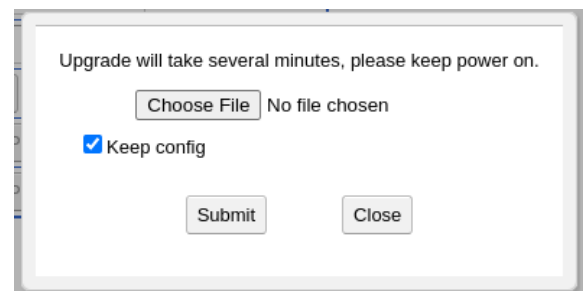 Upgrade will take several minutes, please keep power on.
Choose File No file chosen
Keep config
Submit Close